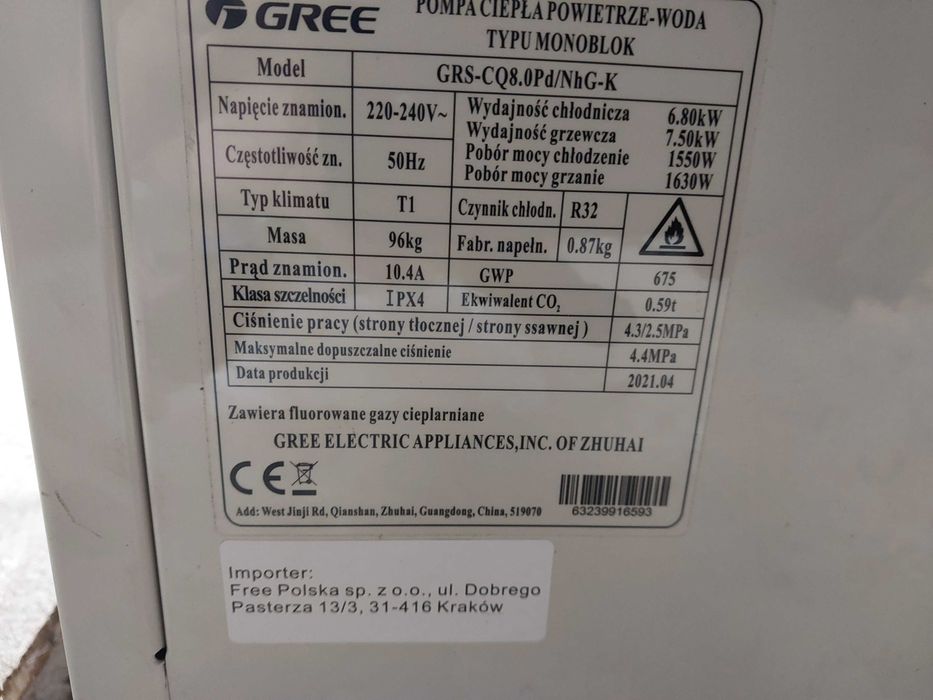 GREE
POMPA CIEPŁA POWIETRZE-WODA
TYPU MONOBLOK
Model GRS-CQ8.0Pd/NhG-K
Napięcie znamion. 220-240V~
Częstotliwość zn. 50Hz
Wydajność chłodnicza 6.80kW
Wydajność grzewcza 7.50kW
Pobór mocy chłodzenie 1550W
Pobór mocy grzanie 1630W
Typ klimatu T1 Czynnik chłodn. R32
Masa 96kg Fabr. napełn. 0.87kg
Prąd znamion. 10.4A GWP 675
Klasa szczelności IPX4 Ekwiwalent CO₂ 0.59t
Ciśnienie pracy (strony tłocznej / strony ssawnej ) 4.3/2.5MPa
Maksymalne dopuszczalne ciśnienie 4.4MPa
Data produkcji 2021.04
Zawiera fluorowane gazy cieplarniane
GREE ELECTRIC APPLIANCES,INC. OF ZHUHAI
CE
63239916593
Add: West Jinji Rd, Qianshan, Zhuhai, Guangdong, China, 519070
Importer:
Free Polska sp. z o.o., ul. Dobrego
Pasterza 13/3, 31-416 Kraków